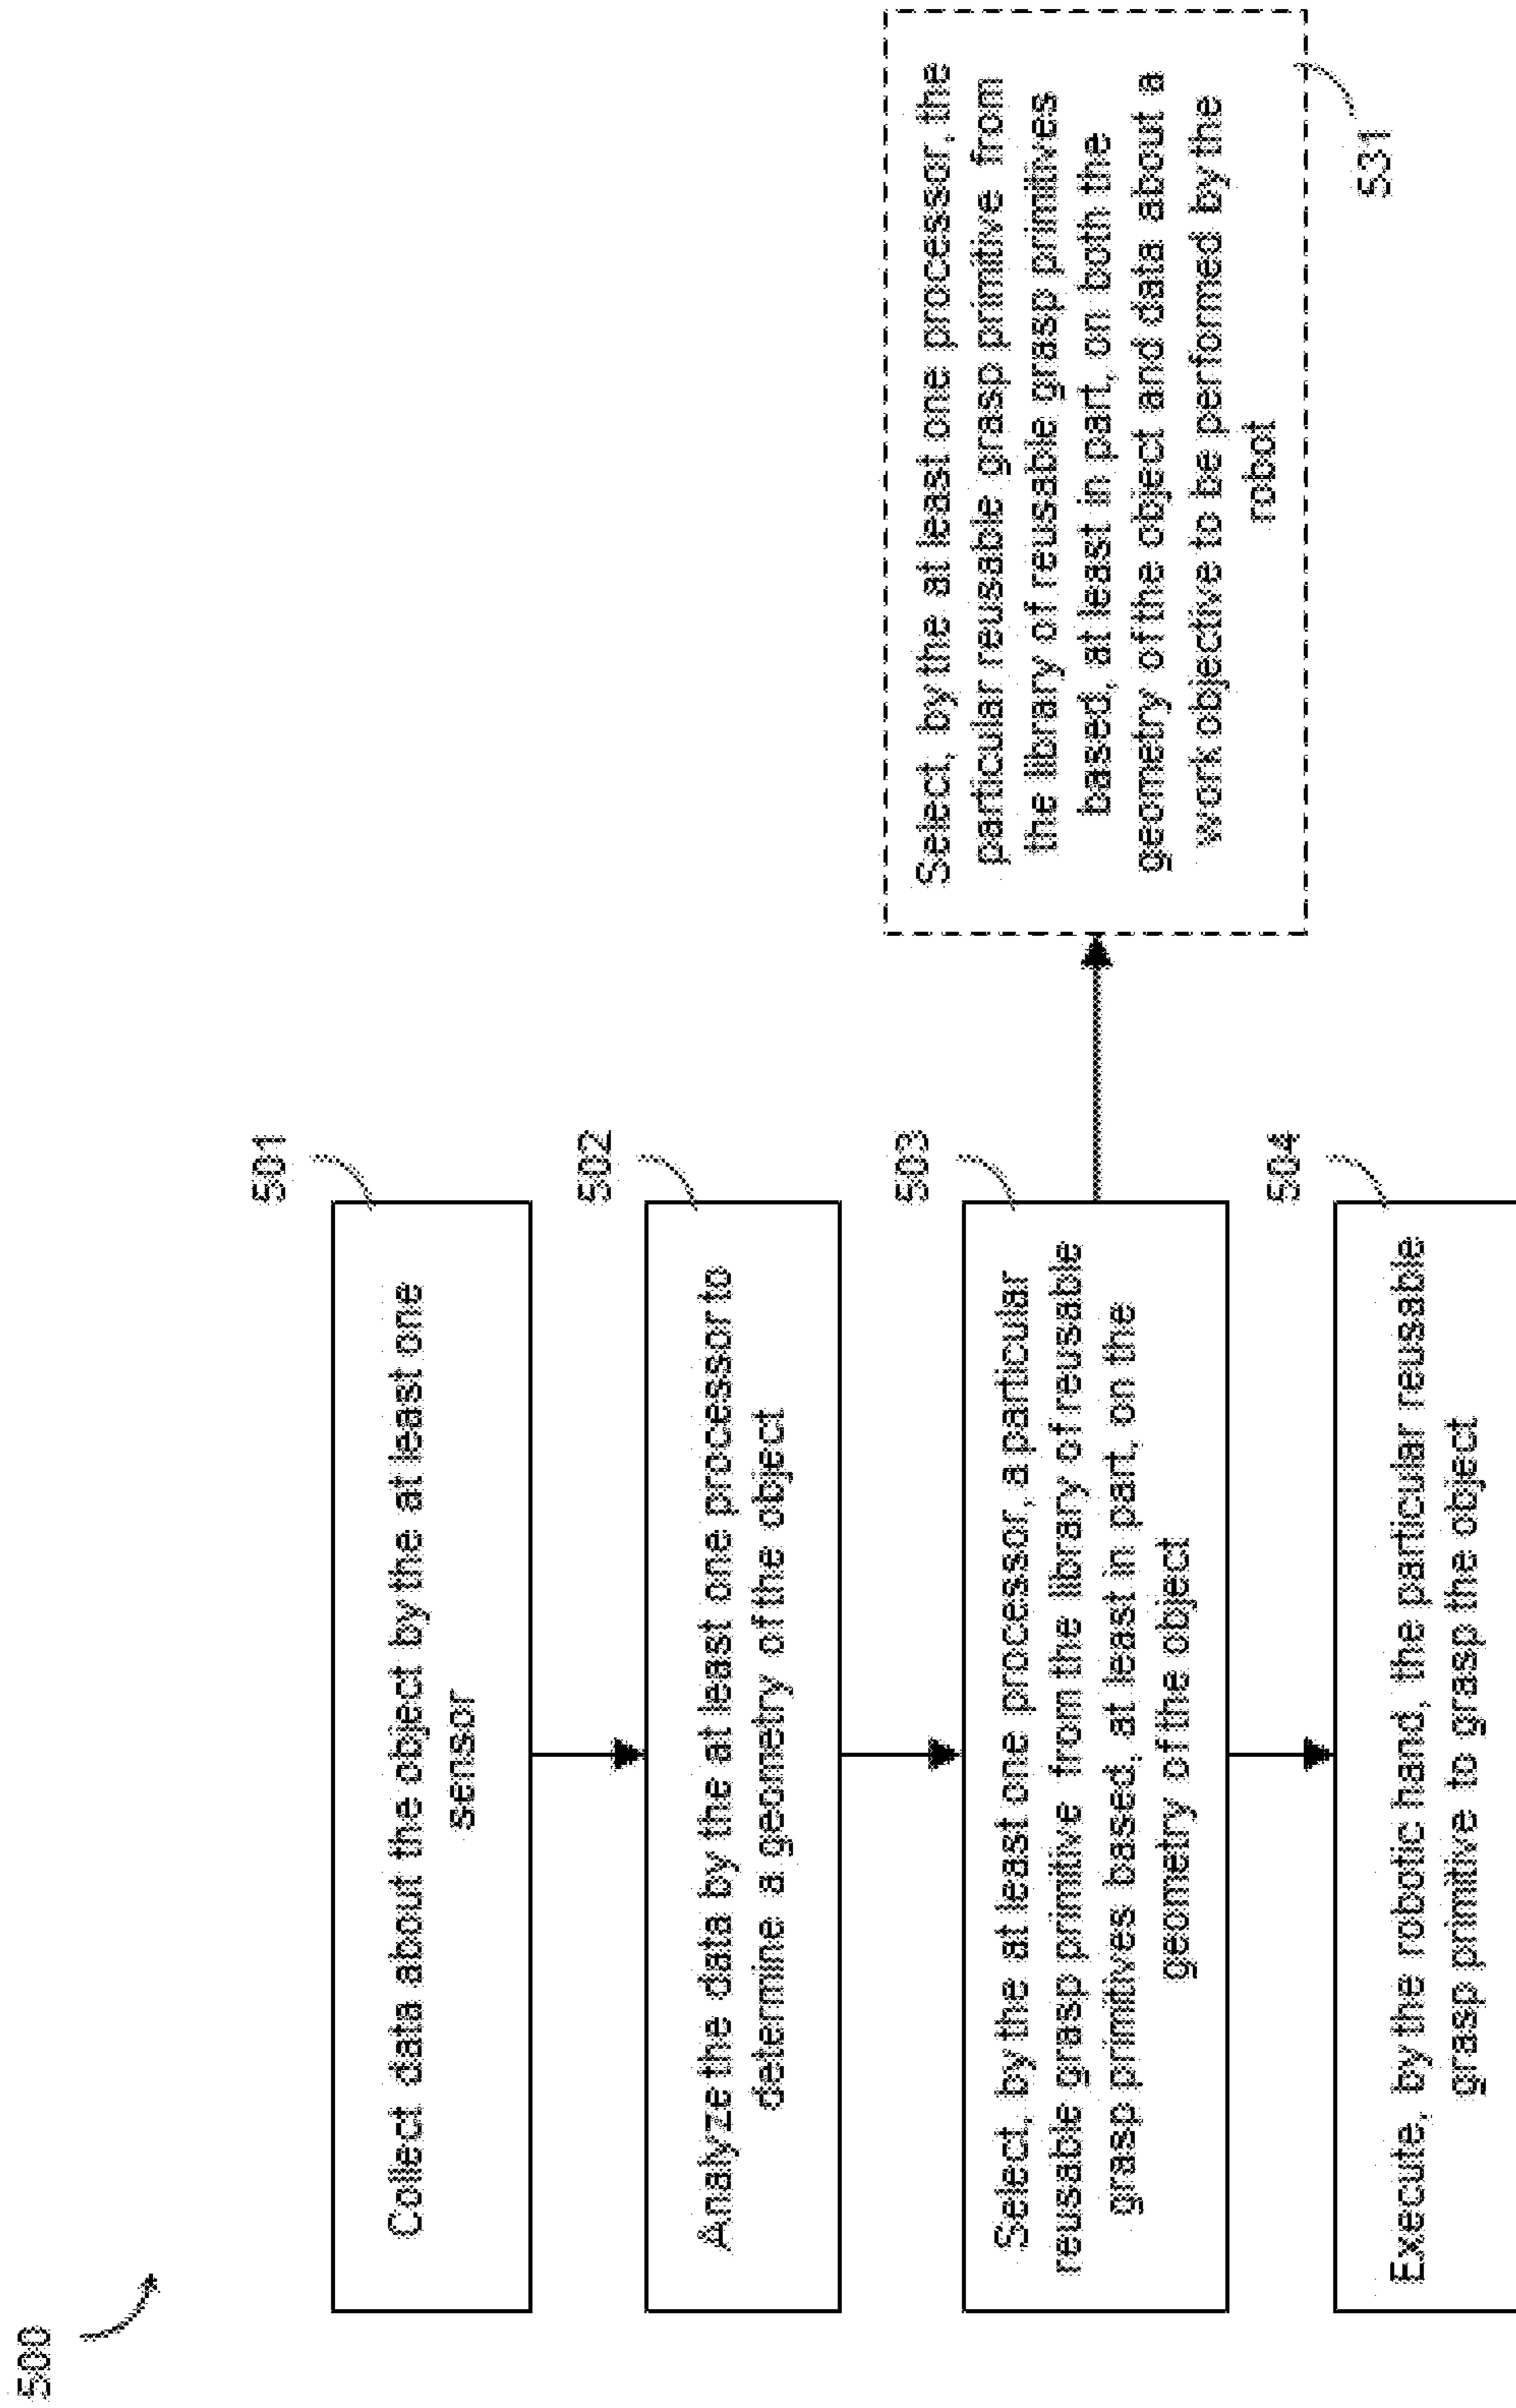 500
501
Collect data about the object by the at least one
sensor
502
Analyze the data by the at least one processor to
determine a geometry of the object
503
Select, by the at least one processor, a particular
reusable grasp primitive from the library of reusable
grasp primitives based, at least in part, on the
geometry of the object
Select, by the at least one processor, the
particular reusable grasp primitive from
the library of reusable grasp primitives
based, at least in part, on both the
geometry of the object and data about a
work objective to be performed by the
robot
531
504
Execute, by the robotic hand, the particular reusable
grasp primitive to grasp the object